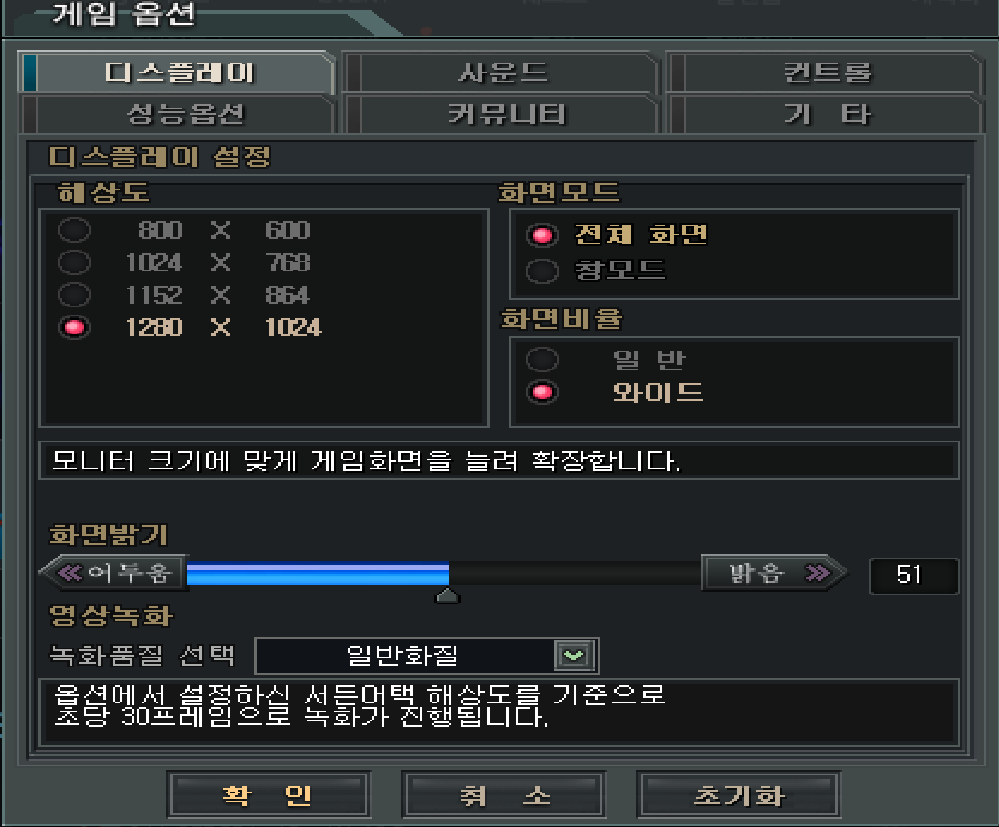 게임 옵션
디스플레이 사운드 컨트롤
성능옵션 커뮤니티 기 타
디스플레이 설정
해상도
800 X 600
1024 X 768
1152 X 864
1280 X 1024
화면모드
전체 화면
창모드
화면비율
일 반
와이드
모니터 크기에 맞게 게임화면을 늘려 확장합니다.
화면밝기
어두움 밝음 51
영상녹화
녹화품질 선택 일반화질
옵션에서 설정하신 서든어택 해상도를 기준으로
초당 30프레임으로 녹화가 진행됩니다.
확 인 취 소 초기화